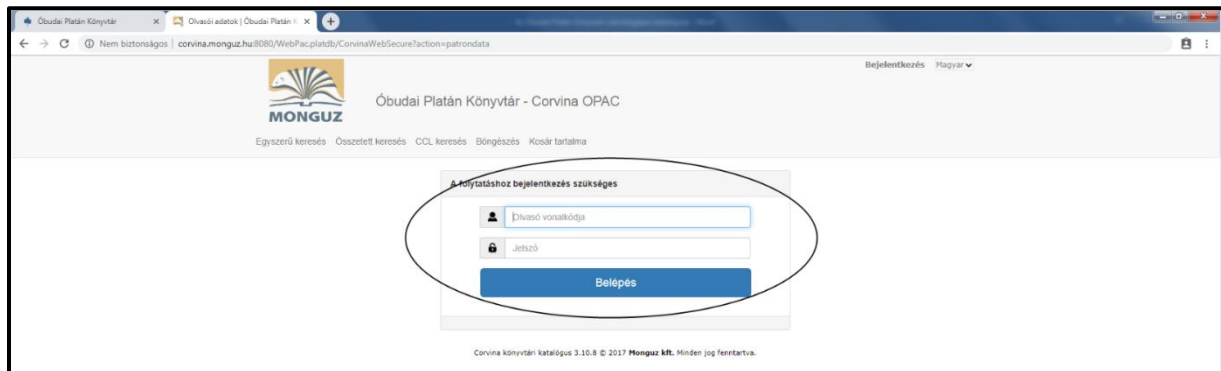 Óbudai Platán Könyvtár
Olvasói adatok | Óbudai Platán K
Nem biztonságos | corvina.monguz.hu:8080/WebPac.platdb/CorvinaWebSecure?action=patrondata
Bejelentkezés Magyar
MONGUZ
Óbudai Platán Könyvtár - Corvina OPAC
Egyszerű keresés Összetett keresés CCL keresés Böngészés Kosár tartalma
A folytatáshoz bejelentkezés szükséges
Olvasó vonalkódja
Jelszó
Belépés
Corvina könyvtári katalógus 3.10.8 © 2017 Monguz kft. Minden jog fenntartva.